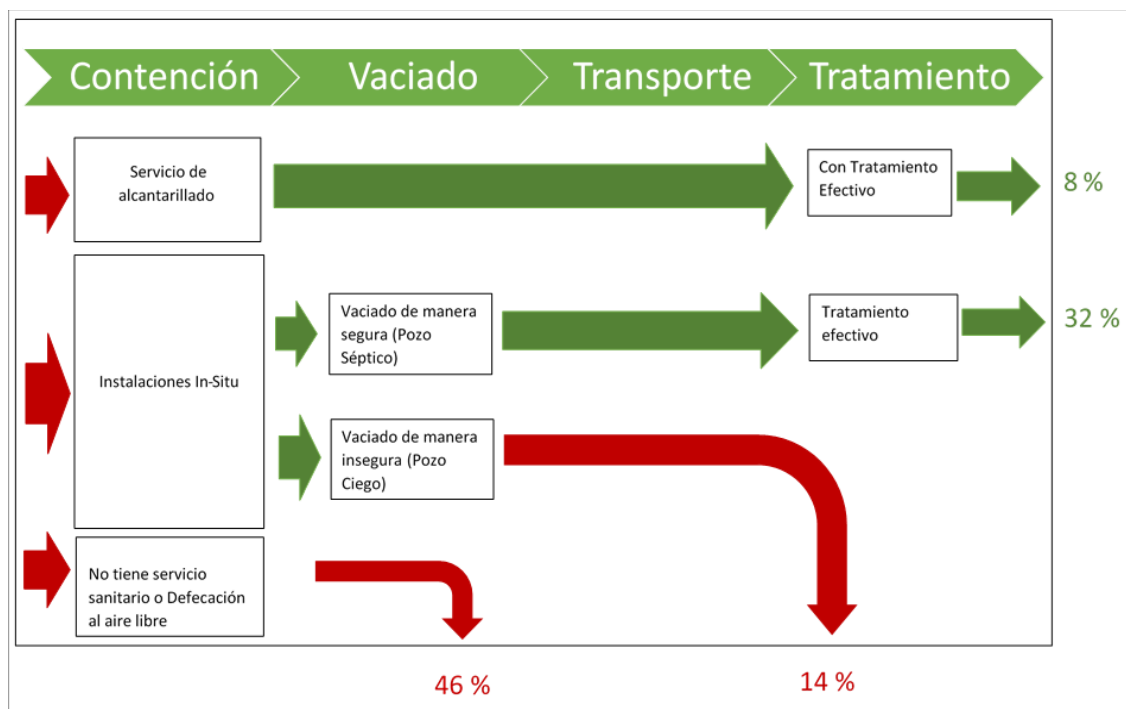 Contención
Vaciado
Transporte
Tratamiento
Servicio de
alcantarillado
Con Tratamiento
Efectivo
8 %
Instalaciones In-Situ
Vaciado de manera
segura (Pozo
Séptico)
Tratamiento
efectivo
32 %
Vaciado de manera
insegura (Pozo
Ciego)
No tiene servicio
sanitario o Defecación
al aire libre
46 %
14 %